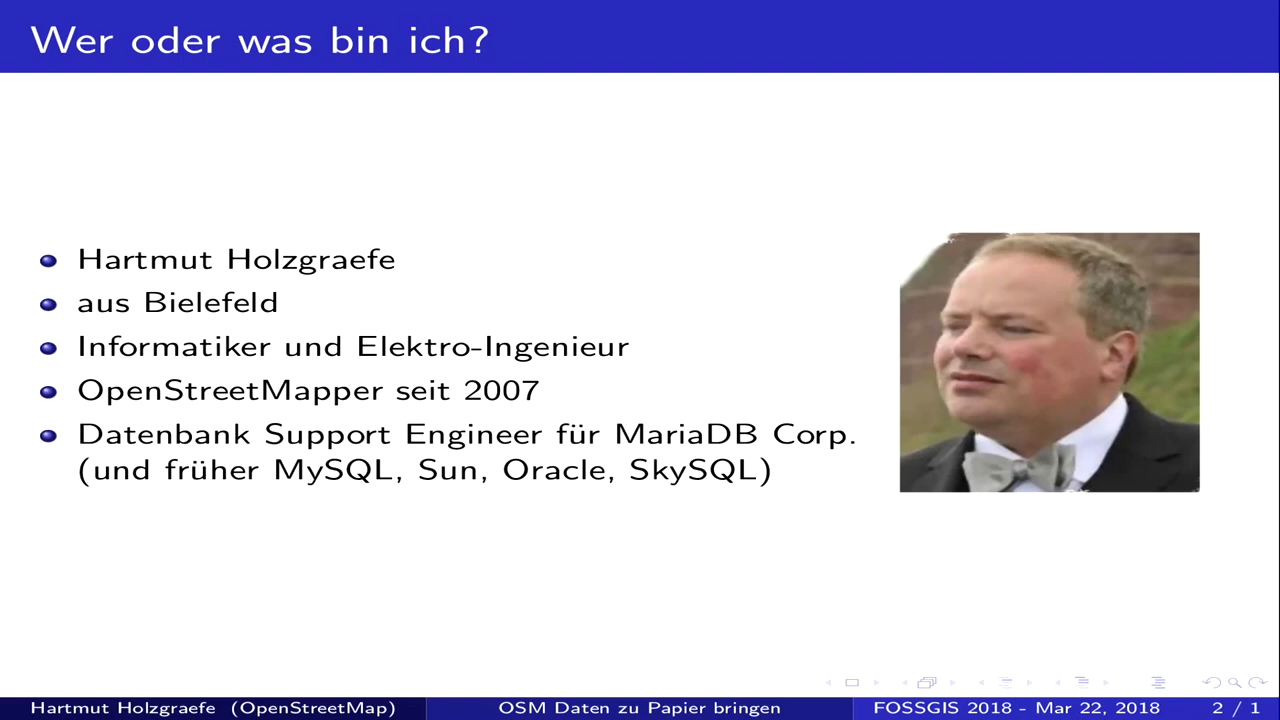 Wer oder was bin ich?
Hartmut Holzgraefe
aus Bielefeld
Informatiker und Elektro-Ingenieur
OpenStreetMapper seit 2007
Datenbank Support Engineer für MariaDB Corp.
(und früher MySQL, Sun, Oracle, SkySQL)
Hartmut Holzgraefe (OpenStreetMap) OSM Daten zu Papier bringen FOSSGIS 2018 - Mar 22, 2018 2 / 1